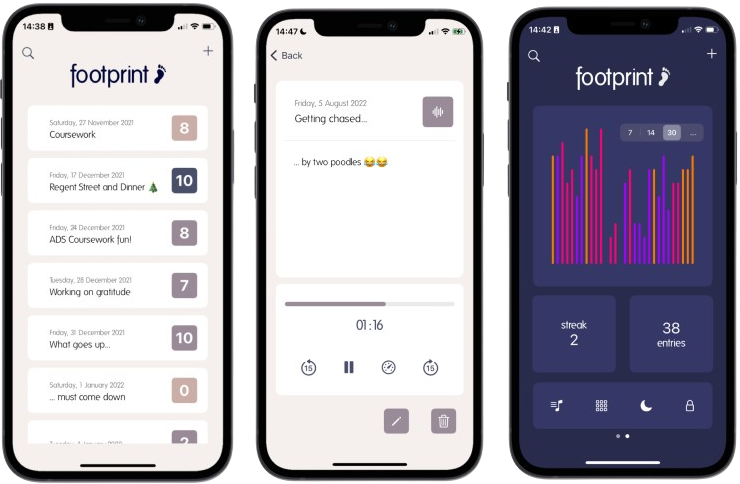 14:38
footprint
Saturday, 27 November 2021
Coursework
8
Friday, 17 December 2021
Regent Street and Dinner 🎄
10
Friday, 24 December 2021
ADS Coursework fun!
8
Tuesday, 28 December 2021
Working on gratitude
7
Friday, 31 December 2021
What goes up...
10
Saturday, 1 January 2022
... must come down
0
2
14:47
Back
Friday, 5 August 2022
Getting chased...
... by two poodles 😂😂
01:16
15
15
14:42
footprint
7 14 30 ...
streak
2
38
entries